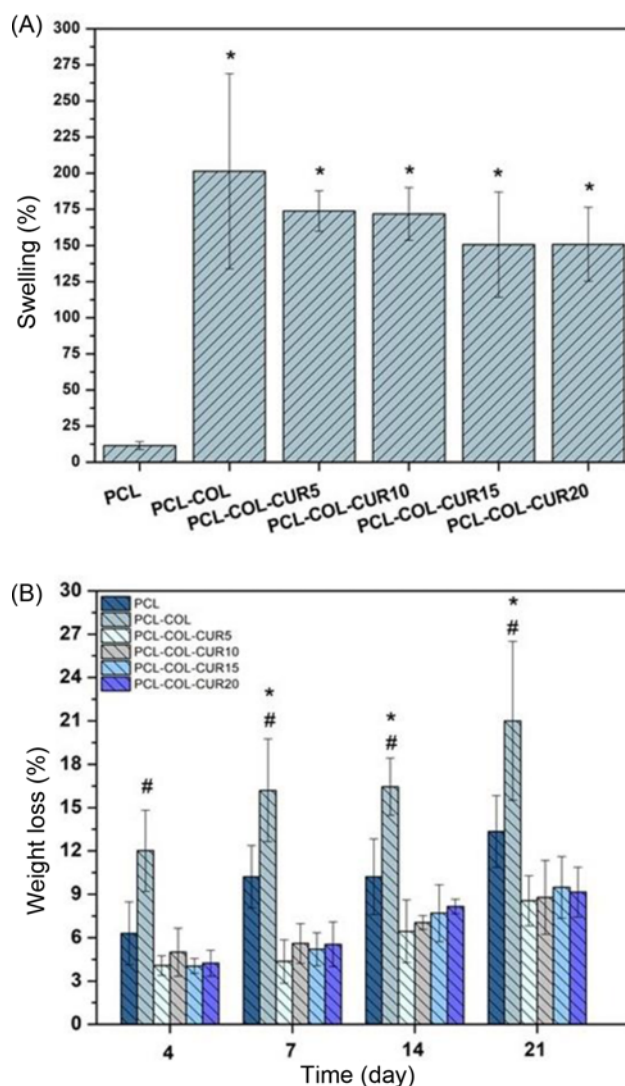 (A)
300
275
250
225
200
175
150
125
100
75
50
25
0
Swelling (%)
*
*
*
*
*
PCL
PCL-COL
PCL-COL-CUR5
PCL-COL-CUR10
PCL-COL-CUR15
PCL-COL-CUR20
(B)
30
27
24
21
18
15
12
9
6
3
0
Weight loss (%)
PCL
PCL-COL
PCL-COL-CUR5
PCL-COL-CUR10
PCL-COL-CUR15
PCL-COL-CUR20
#
*
#
*
#
*
#
4 7 14 21
Time (day)